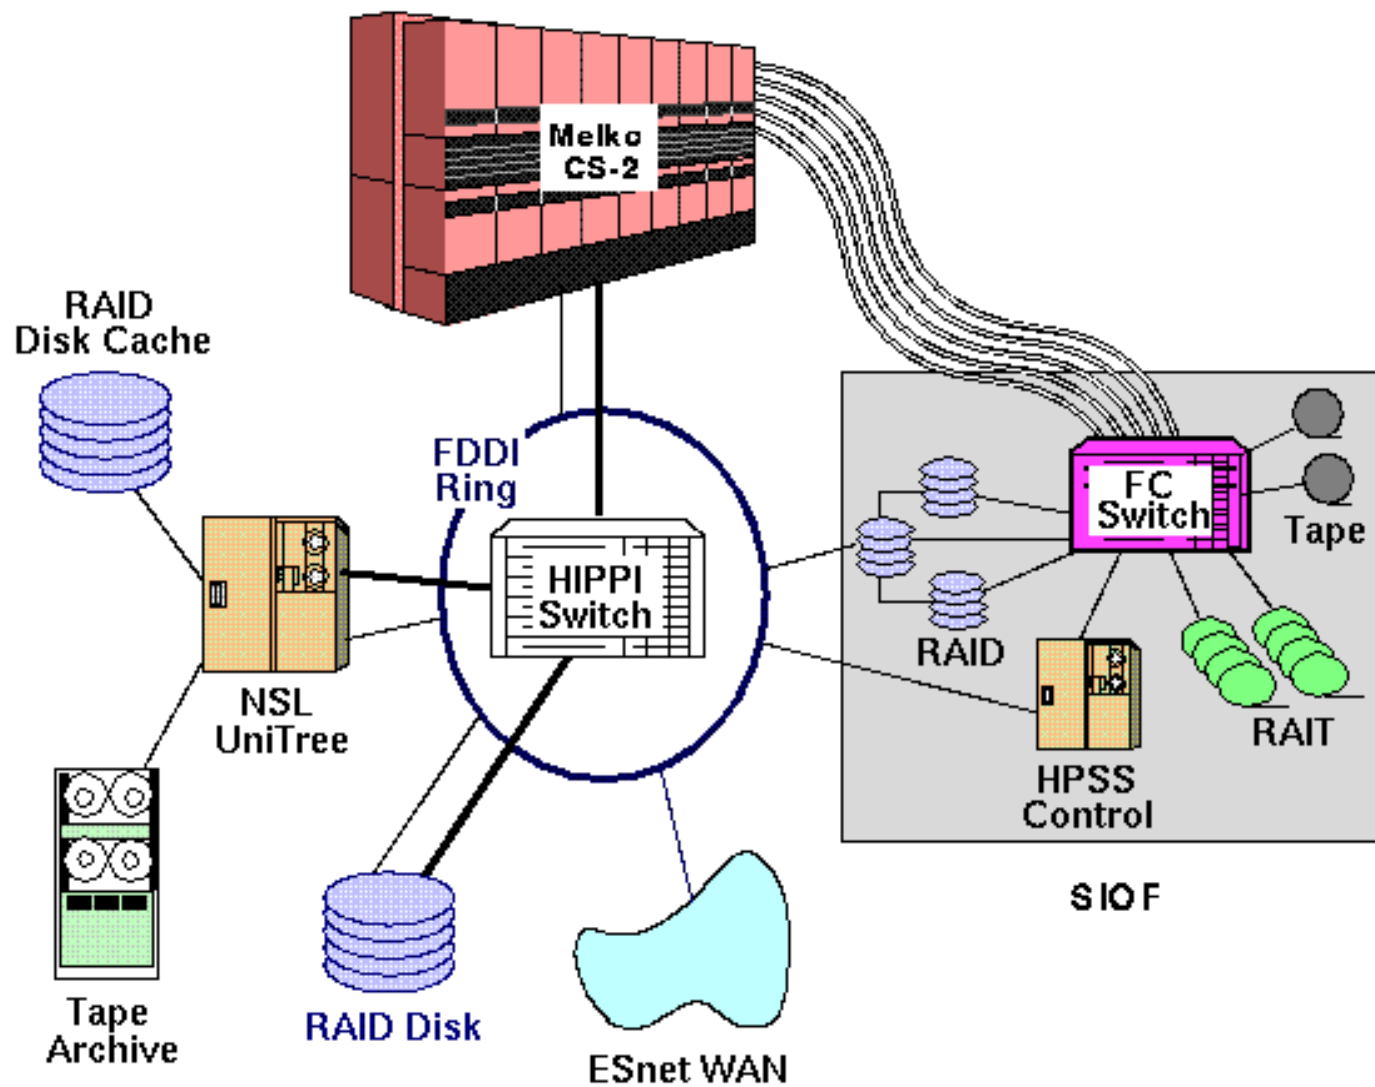 Melko
CS-2
RAID
Disk Cache
FDDI
Ring
FC
Switch
Tape
HIPPI
Switch
RAID
NSL
UniTree
RAIT
HPSS
Control
SIOF
Tape
Archive
RAID Disk
ESnet WAN